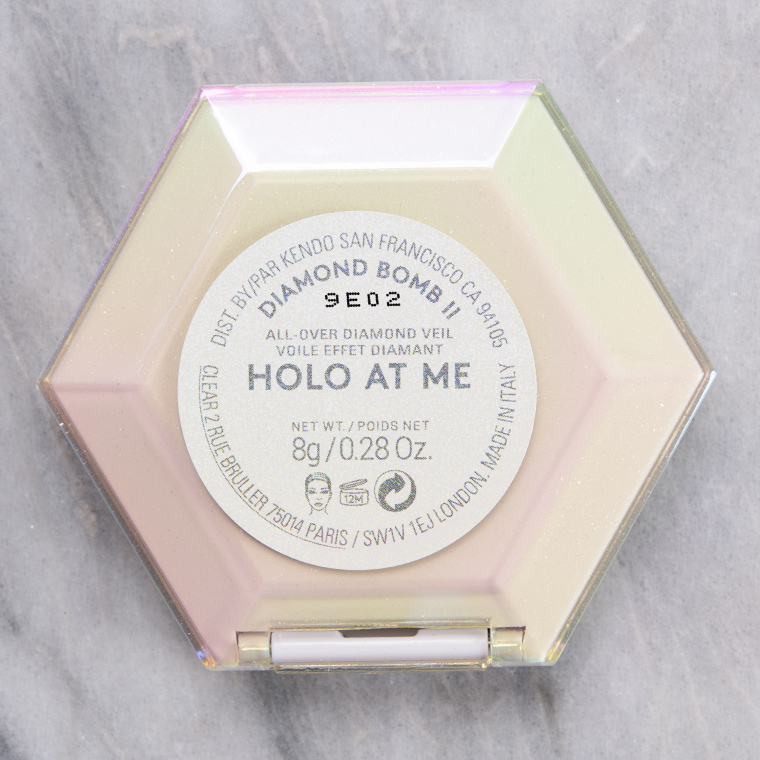 DIST. BY/PAR KENDO SAN FRANCISCO CA 94105
DIAMOND BOMB II
9E02
ALL-OVER DIAMOND VEIL
VOILE EFFET DIAMANT
HOLO AT ME
NET WT. / POIDS NET
8g / 0.28 Oz.
12M
CLEAR 2 RUE BRULLER 75014 PARIS / SW1V 1EJ LONDON. MADE IN ITALY